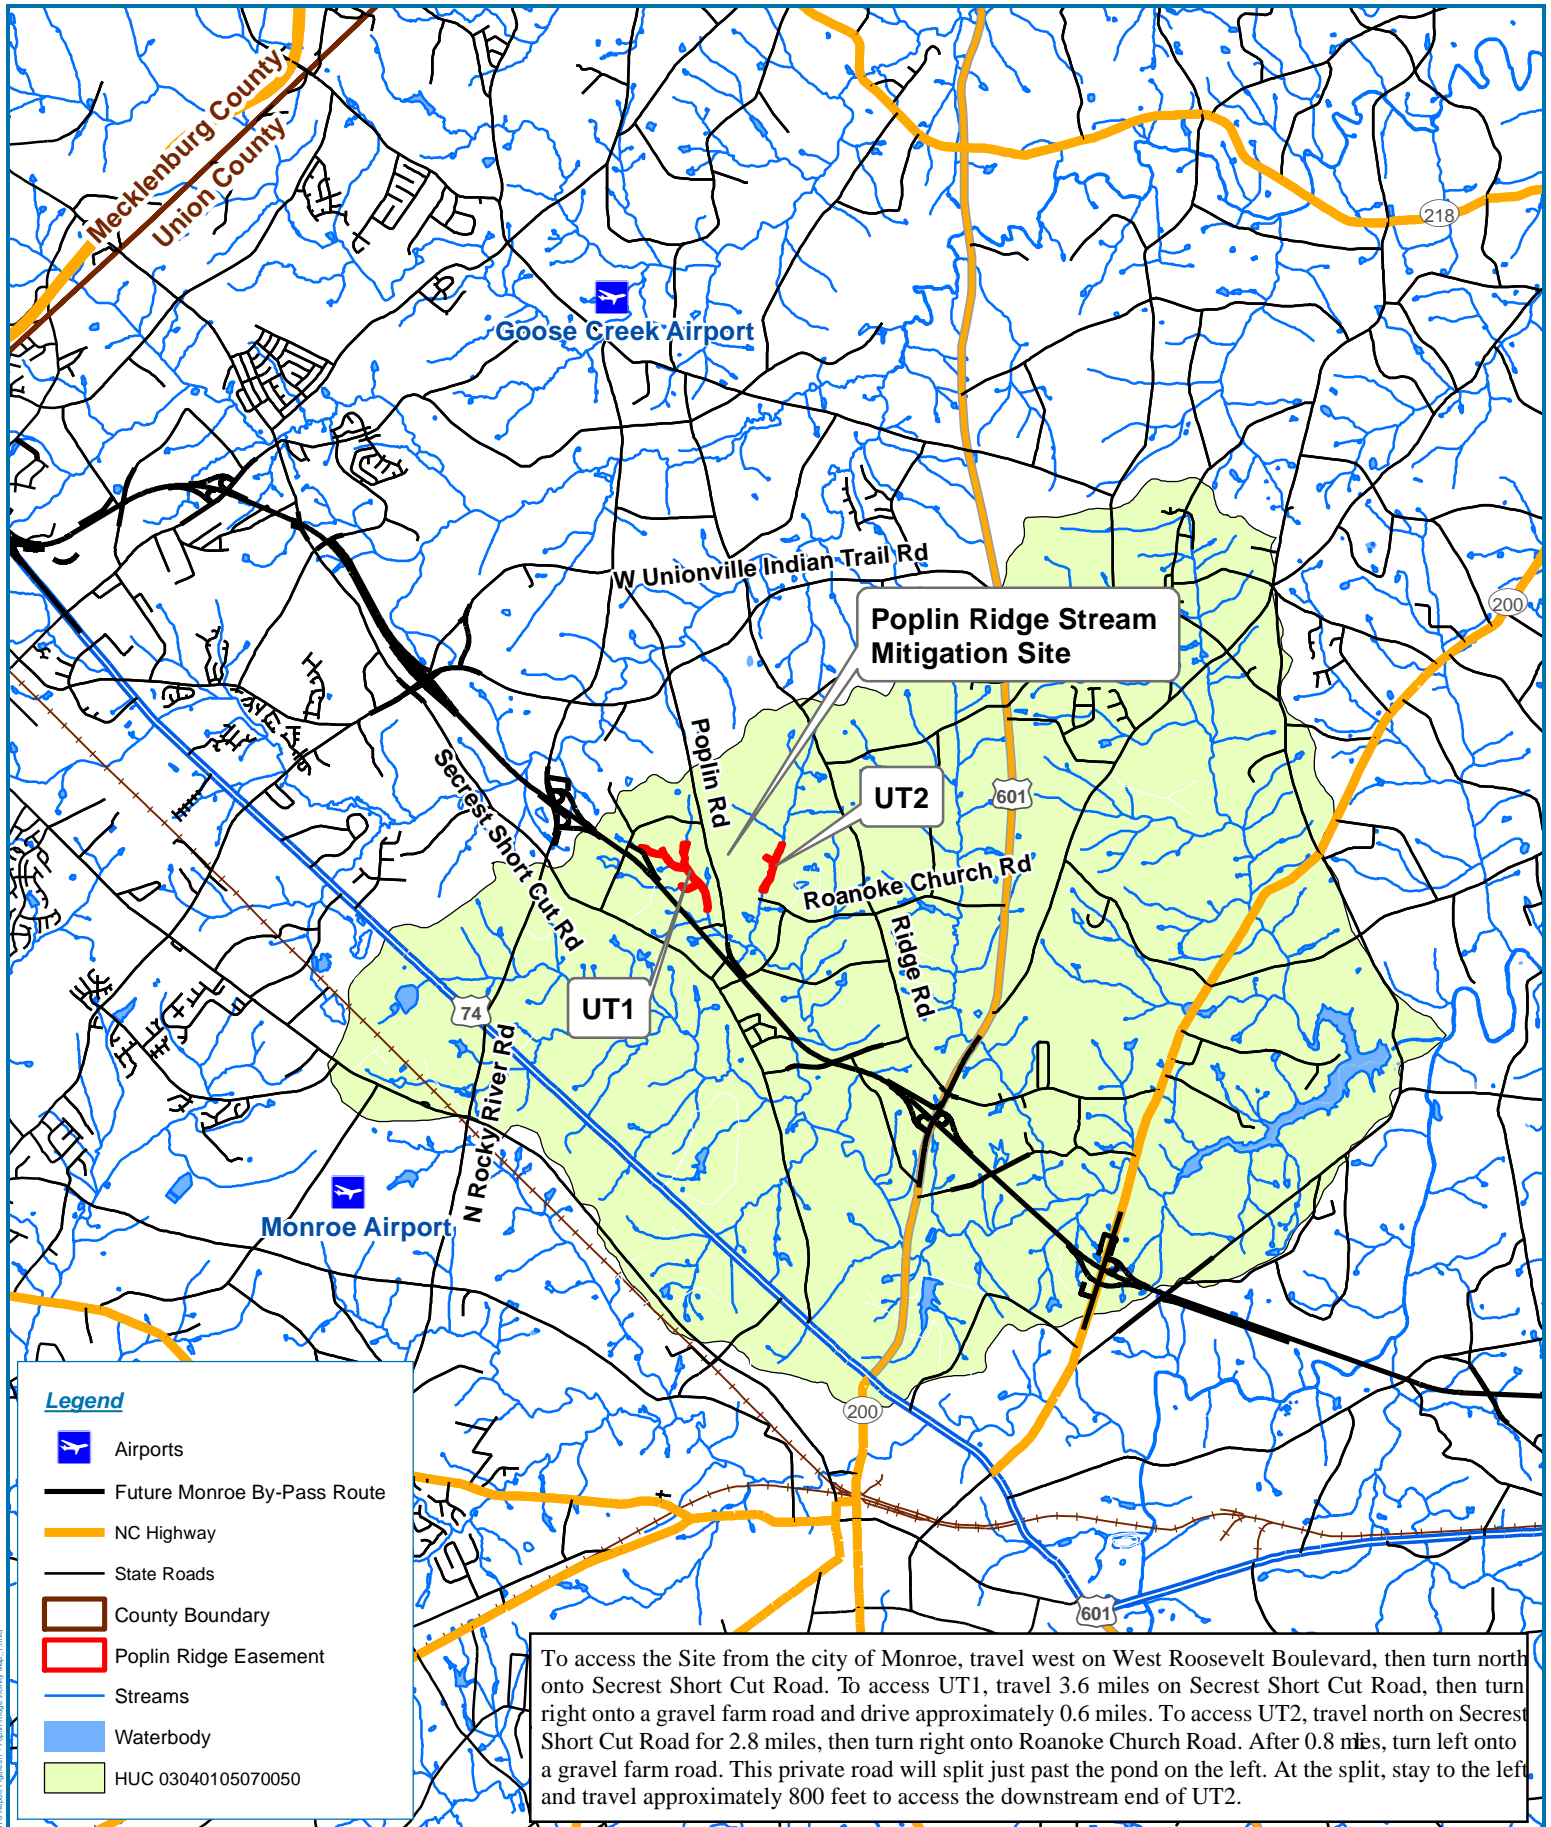 Mecklenburg County
Union County
218
Goose Creek Airport
W Unionville Indian Trail Rd
200
Poplin Ridge Stream
Mitigation Site
Poplin Rd
Secrest Short Cut Rd
UT2
601
Roanoke Church Rd
Ridge Rd
UT1
74
N Rocky River Rd
Monroe Airport
200
601
Legend
Airports
Future Monroe By-Pass Route
NC Highway
State Roads
County Boundary
Poplin Ridge Easement
Streams
Waterbody
HUC 03040105070050
To access the Site from the city of Monroe, travel west on West Roosevelt Boulevard, then turn north
onto Secrest Short Cut Road. To access UT1, travel 3.6 miles on Secrest Short Cut Road, then turn
right onto a gravel farm road and drive approximately 0.6 miles. To access UT2, travel north on Secrest
Short Cut Road for 2.8 miles, then turn right onto Roanoke Church Road. After 0.8 miles, turn left onto
a gravel farm road. This private road will split just past the pond on the left. At the split, stay to the left
and travel approximately 800 feet to access the downstream end of UT2.